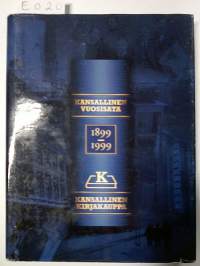 E020
KANSALLINEN
VUOSISATA
1899
1999
K
KANSALLINEN
KIRJAKAUPPA